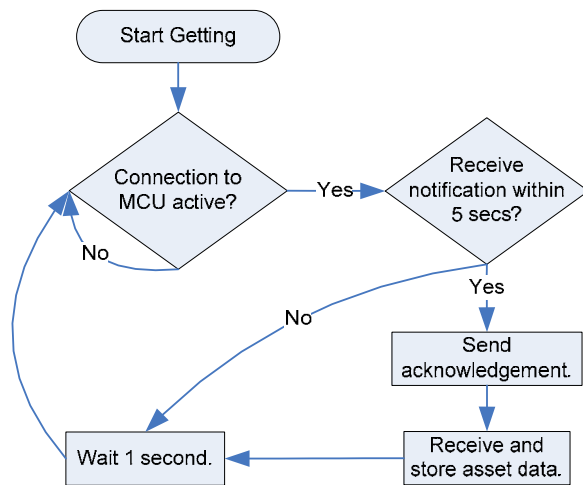 Start Getting
Connection to
MCU active?
Yes
Receive
notification within
5 secs?
No
Yes
No
Send
acknowledgement.
Wait 1 second.
Receive and
store asset data.